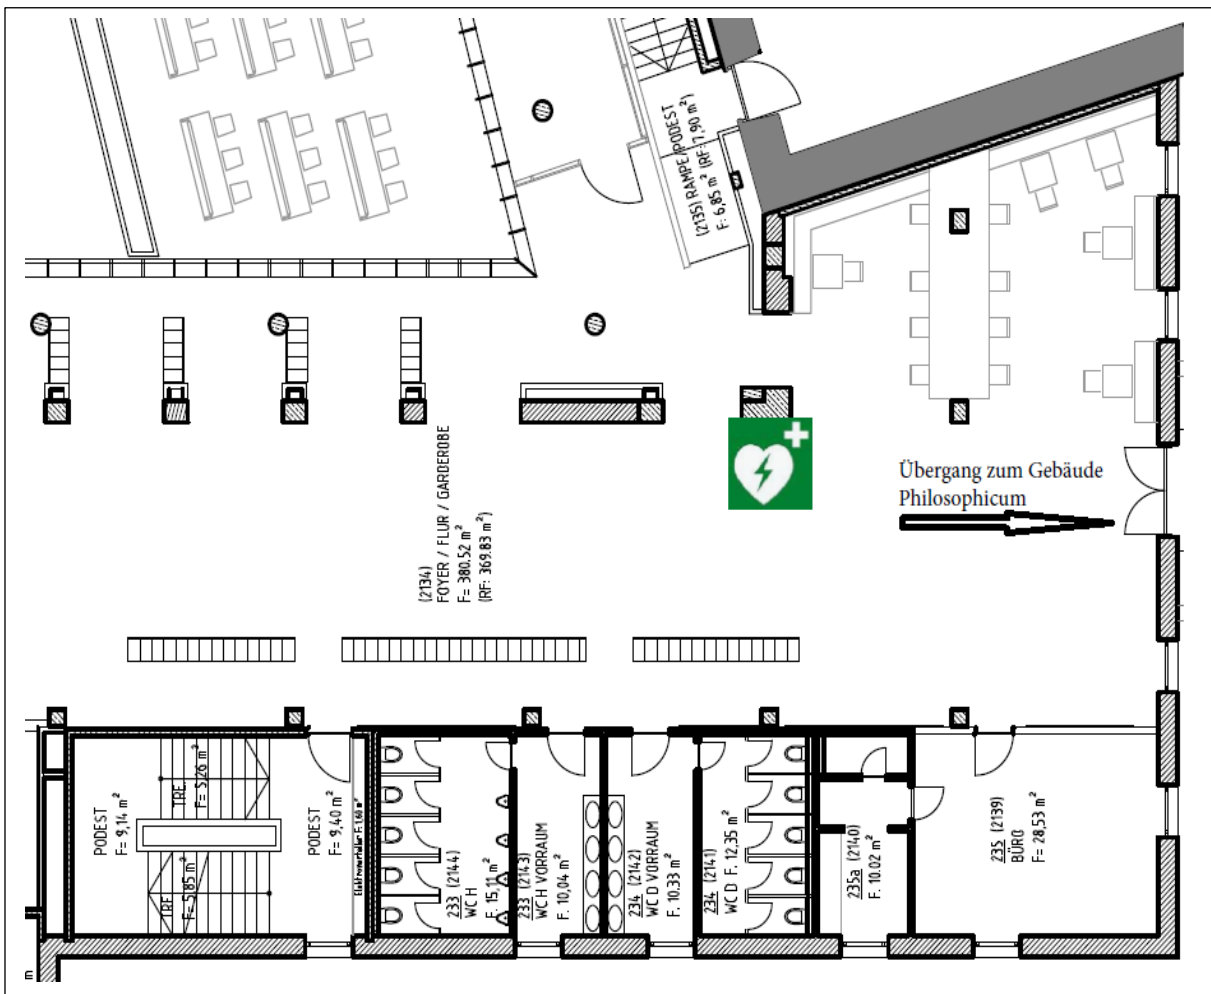 (2135) RAMPE/PODEST
F: 6,85 m² (RF: 7,90 m²)
Übergang zum Gebäude
Philosophicum
(2134)
FOYER / FLUR / GARDEROBE
F= 380.52 m²
(RF: 369.83 m²)
PODEST
F= 9,14 m²
TRE
F= 5,26 m²
TRE
F= 5,85 m²
PODEST
F= 9,40 m²
233 (2144)
WC H
F. 15,11 m²
233 (2143)
WC H VORRAUM
F. 10,04 m²
234 (2142)
WC D VORRAUM
F. 10.33 m²
234 (2141)
WC D F. 12,35 m²
235a (2140)
F. 10.02 m²
235 (2139)
BÜRO
F= 28,53 m²
m